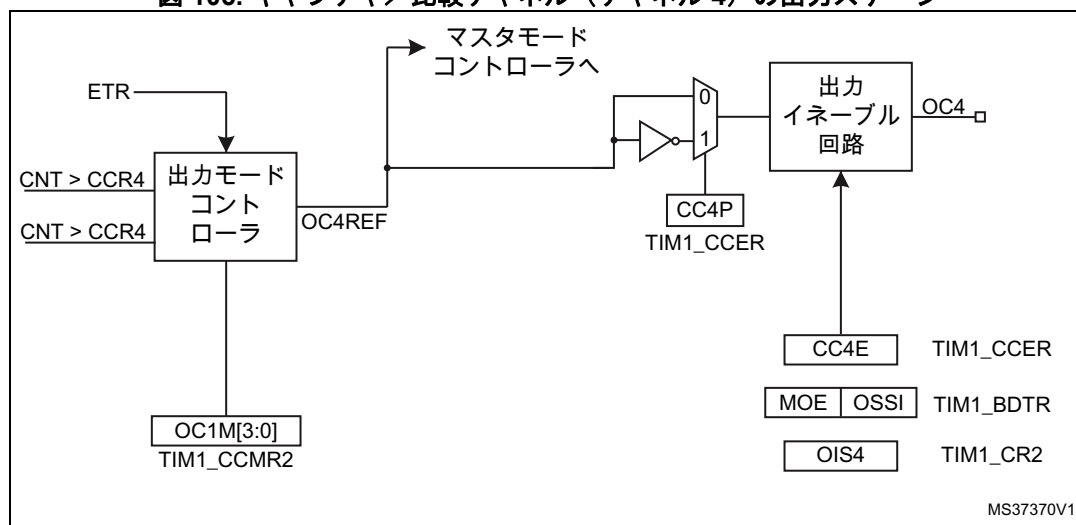 マスタモード
コントローラへ
ETR
CNT > CCR4
CNT > CCR4
出力モード
コント
ローラ
OC4REF
0
1
CC4P
TIM1_CCER
出力
イネーブル
回路
OC4
CC4E
TIM1_CCER
MOE OSSI
TIM1_BDTR
OIS4
TIM1_CR2
OC1M[3:0]
TIM1_CCMR2
MS37370V1